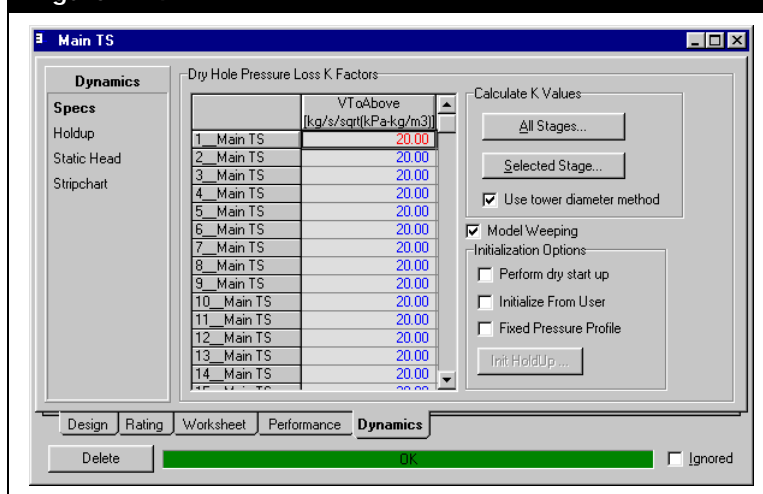 Main TS
Dynamics
Specs
Holdup
Static Head
Stripchart
Dry Hole Pressure Loss K Factors
VToAbove
[kg/s/sqrt(kPa-kg/m3)]
1__Main TS 20.00
2__Main TS 20.00
3__Main TS 20.00
4__Main TS 20.00
5__Main TS 20.00
6__Main TS 20.00
7__Main TS 20.00
8__Main TS 20.00
9__Main TS 20.00
10__Main TS 20.00
11__Main TS 20.00
12__Main TS 20.00
13__Main TS 20.00
14__Main TS 20.00
Calculate K Values
All Stages...
Selected Stage...
Use tower diameter method
Model Weeping
Initialization Options
Perform dry start up
Initialize From User
Fixed Pressure Profile
Init HoldUp ...
Design Rating Worksheet Performance Dynamics
Delete OK Ignored